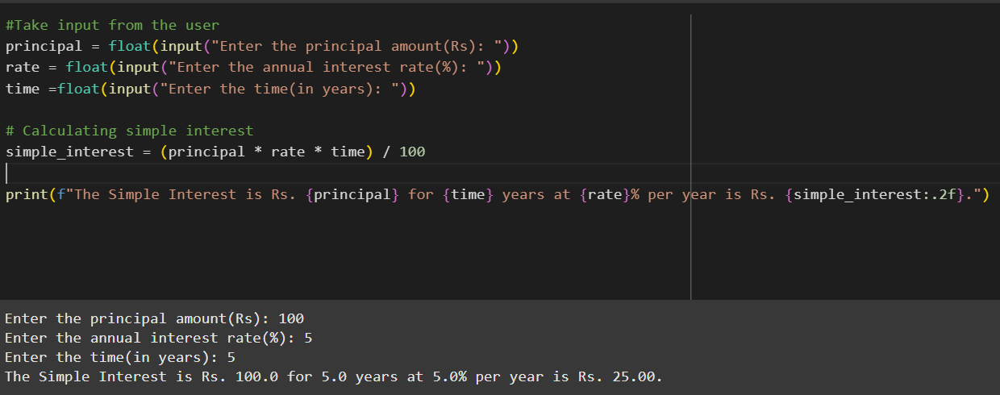 #Take input from the user
principal = float(input("Enter the principal amount(Rs): "))
rate = float(input("Enter the annual interest rate(%): "))
time =float(input("Enter the time(in years): "))
# Calculating simple interest
simple_interest = (principal * rate * time) / 100
print(f"The Simple Interest is Rs. {principal} for {time} years at {rate}% per year is Rs. {simple_interest:.2f}.")
Enter the principal amount(Rs): 100
Enter the annual interest rate(%): 5
Enter the time(in years): 5
The Simple Interest is Rs. 100.0 for 5.0 years at 5.0% per year is Rs. 25.00.